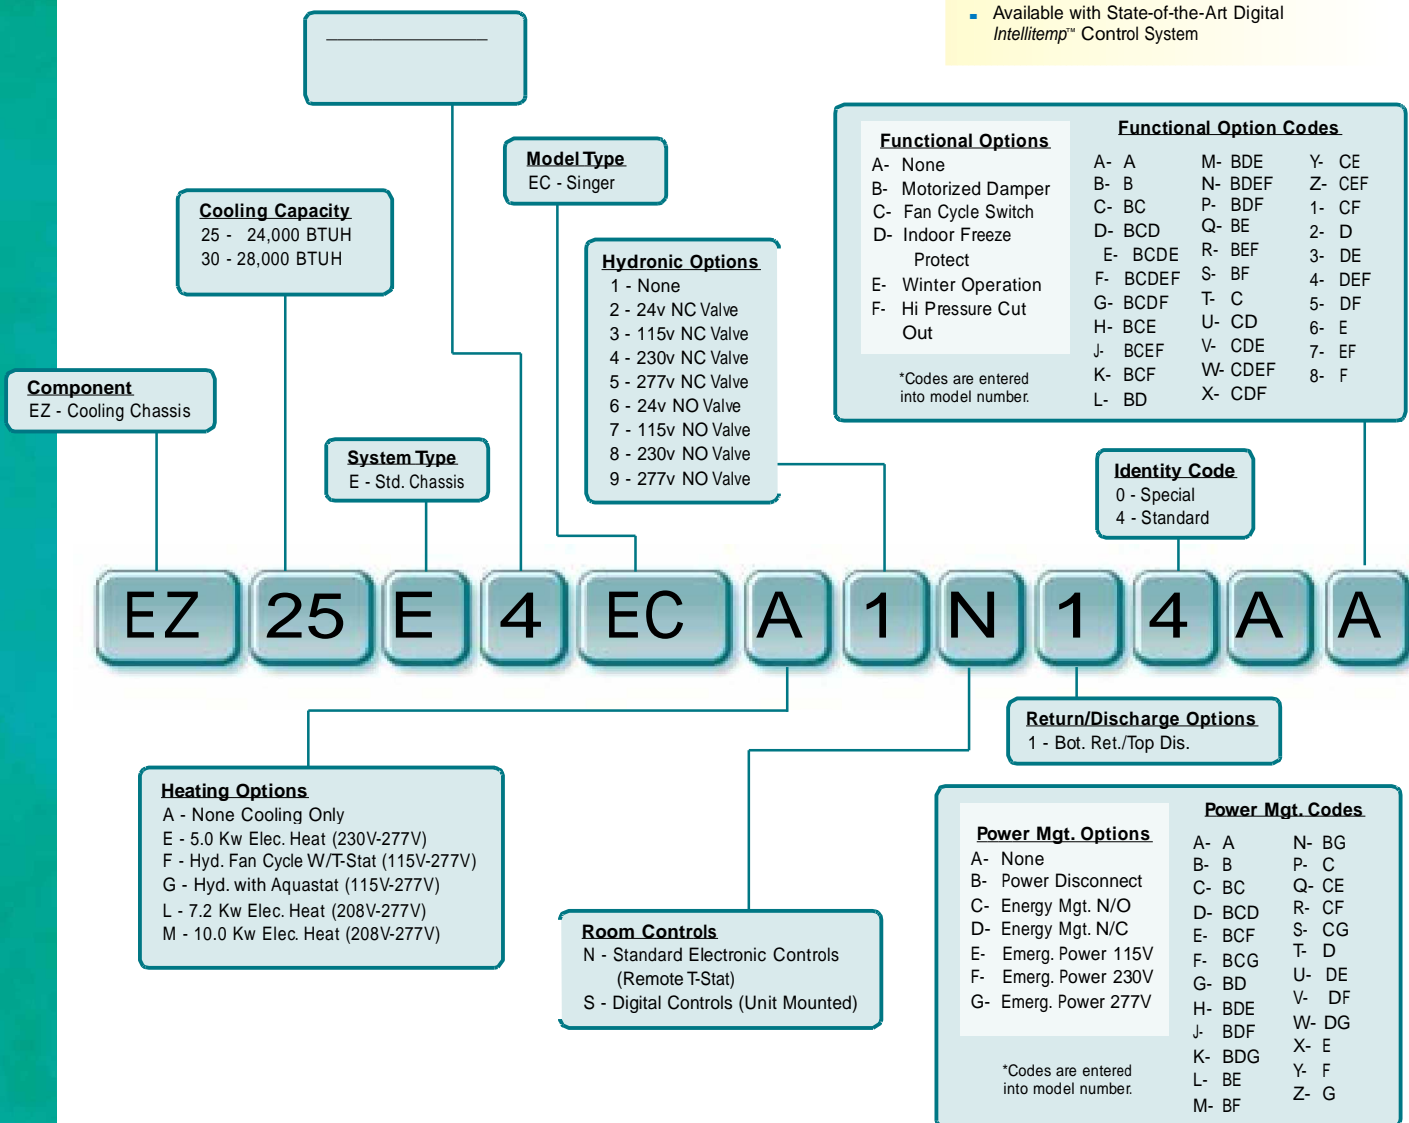 Available with State-of-the-Art Digital
Intellitemp™ Control System
Model Type
EC - Singer
Cooling Capacity
25 - 24,000 BTUH
30 - 28,000 BTUH
Hydronic Options
1 - None
2 - 24v NC Valve
3 - 115v NC Valve
4 - 230v NC Valve
5 - 277v NC Valve
6 - 24v NO Valve
7 - 115v NO Valve
8 - 230v NO Valve
9 - 277v NO Valve
Functional Options
A- None
B- Motorized Damper
C- Fan Cycle Switch
D- Indoor Freeze
Protect
E- Winter Operation
F- Hi Pressure Cut
Out
*Codes are entered
into model number.
Functional Option Codes
A- A
B- B
C- BC
D- BCD
E- BCDE
F- BCDEF
G- BCDF
H- BCE
J- BCEF
K- BCF
L- BD
M- BDE
N- BDEF
P- BDF
Q- BE
R- BEF
S- BF
T- C
U- CD
V- CDE
W- CDEF
X- CDF
Y- CE
Z- CEF
1- CF
2- D
3- DE
4- DEF
5- DF
6- E
7- EF
8- F
Component
EZ - Cooling Chassis
System Type
E - Std. Chassis
Identity Code
0 - Special
4 - Standard
EZ 25 E 4 EC A 1 N 1 4 A A
Return/Discharge Options
1 - Bot. Ret./Top Dis.
Heating Options
A - None Cooling Only
E - 5.0 Kw Elec. Heat (230V-277V)
F - Hyd. Fan Cycle W/T-Stat (115V-277V)
G - Hyd. with Aquastat (115V-277V)
L - 7.2 Kw Elec. Heat (208V-277V)
M - 10.0 Kw Elec. Heat (208V-277V)
Room Controls
N - Standard Electronic Controls
(Remote T-Stat)
S - Digital Controls (Unit Mounted)
Power Mgt. Options
A- None
B- Power Disconnect
C- Energy Mgt. N/O
D- Energy Mgt. N/C
E- Emerg. Power 115V
F- Emerg. Power 230V
G- Emerg. Power 277V
*Codes are entered
into model number.
Power Mgt. Codes
A- A
B- B
C- BC
D- BCD
E- BCF
F- BCG
G- BD
H- BDE
J- BDF
K- BDG
L- BE
M- BF
N- BG
P- C
Q- CE
R- CF
S- CG
T- D
U- DE
V- DF
W- DG
X- E
Y- F
Z- G